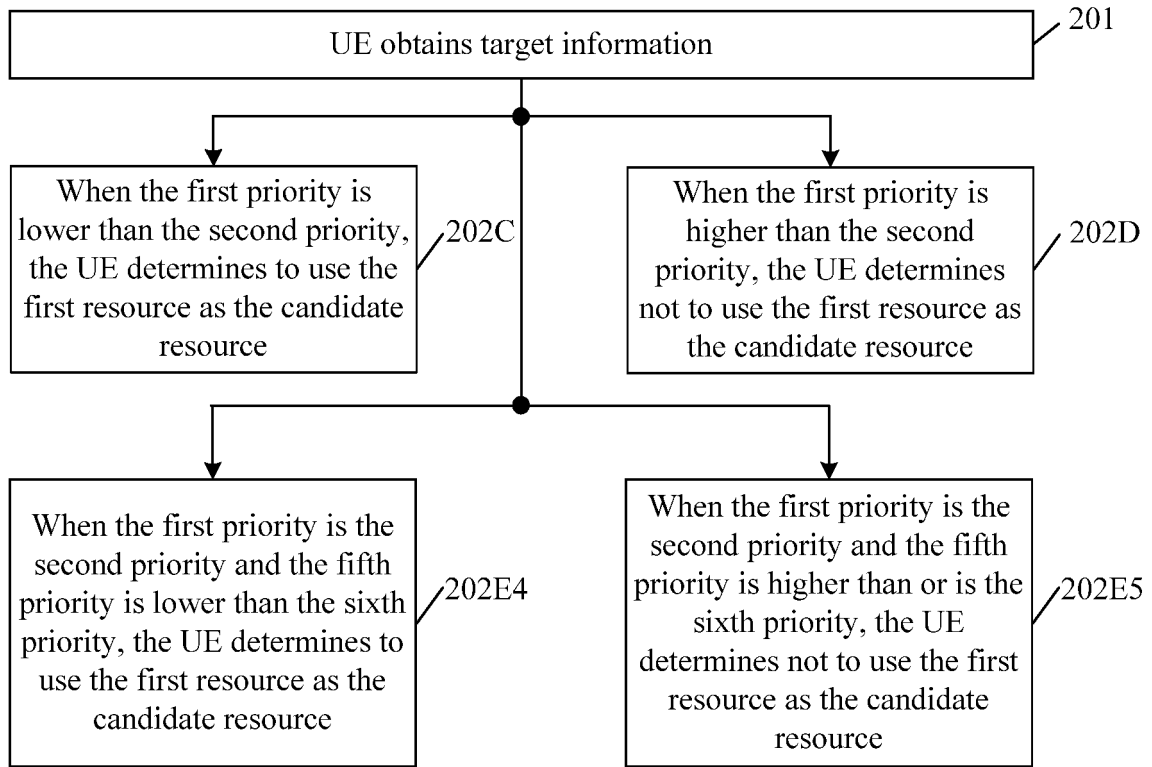 UE obtains target information
201
When the first priority is
lower than the second priority,
the UE determines to use the
first resource as the candidate
resource
202C
When the first priority is
higher than the second
priority, the UE determines
not to use the first resource as
the candidate resource
202D
When the first priority is the
second priority and the fifth
priority is lower than the sixth
priority, the UE determines to
use the first resource as the
candidate resource
202E4
When the first priority is the
second priority and the fifth
priority is higher than or is the
sixth priority, the UE
determines not to use the first
resource as the candidate
resource
202E5